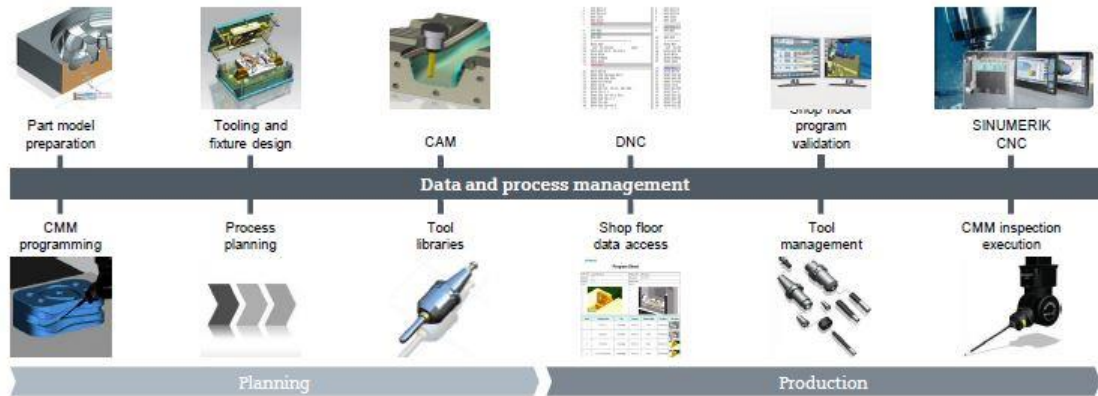 Part model
preparation
Tooling and
fixture design
CAM
DNC
Shop floor
program
validation
SINUMERIK
CNC
Data and process management
CMM
programming
Process
planning
Tool
libraries
Shop floor
data access
Tool
management
CMM inspection
execution
Planning
Production